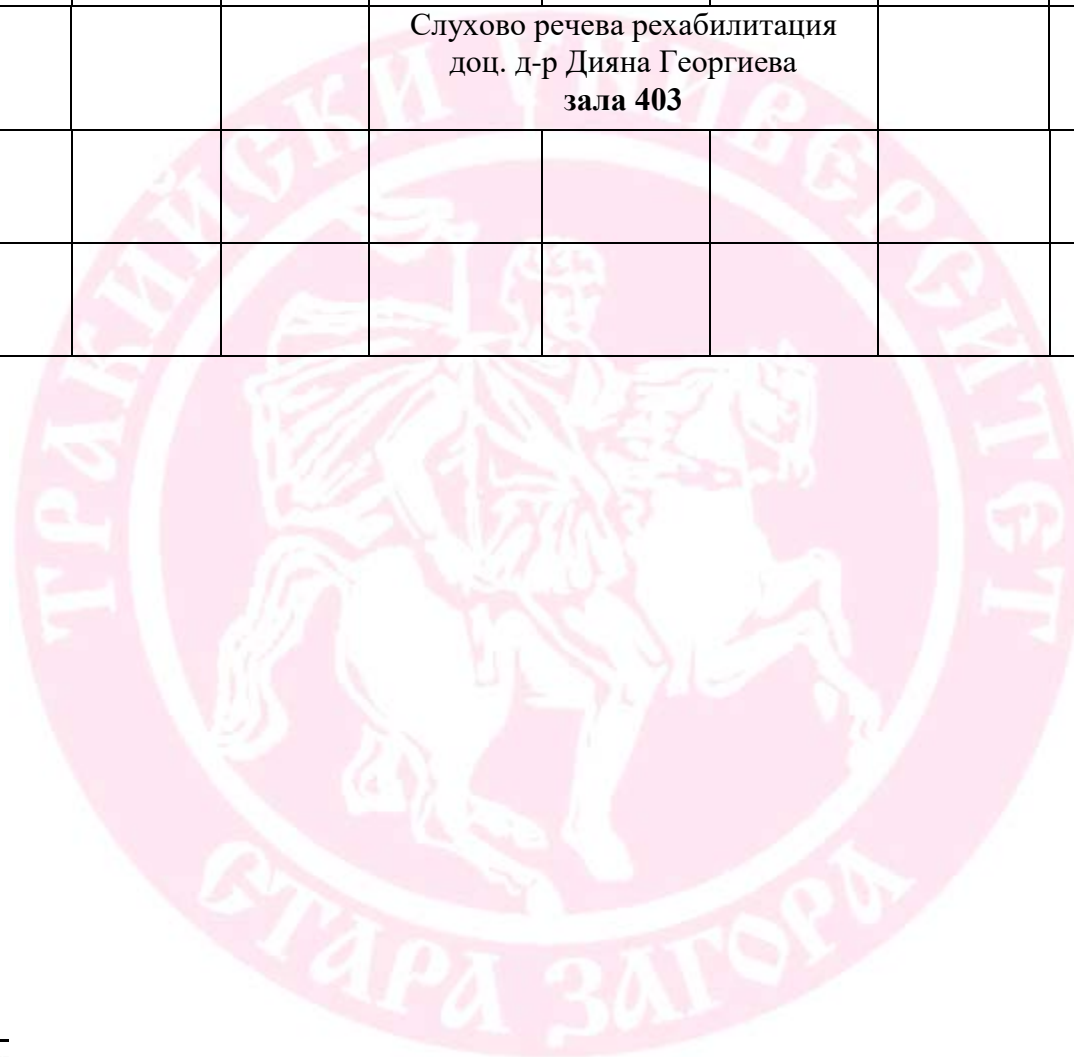 Слухово речева рехабилитация
доц. д-р Дияна Георгиева
зала 403
ТРАКИЙСКИ УНИВЕРСИТЕТ
СТАРА ЗАГОРА